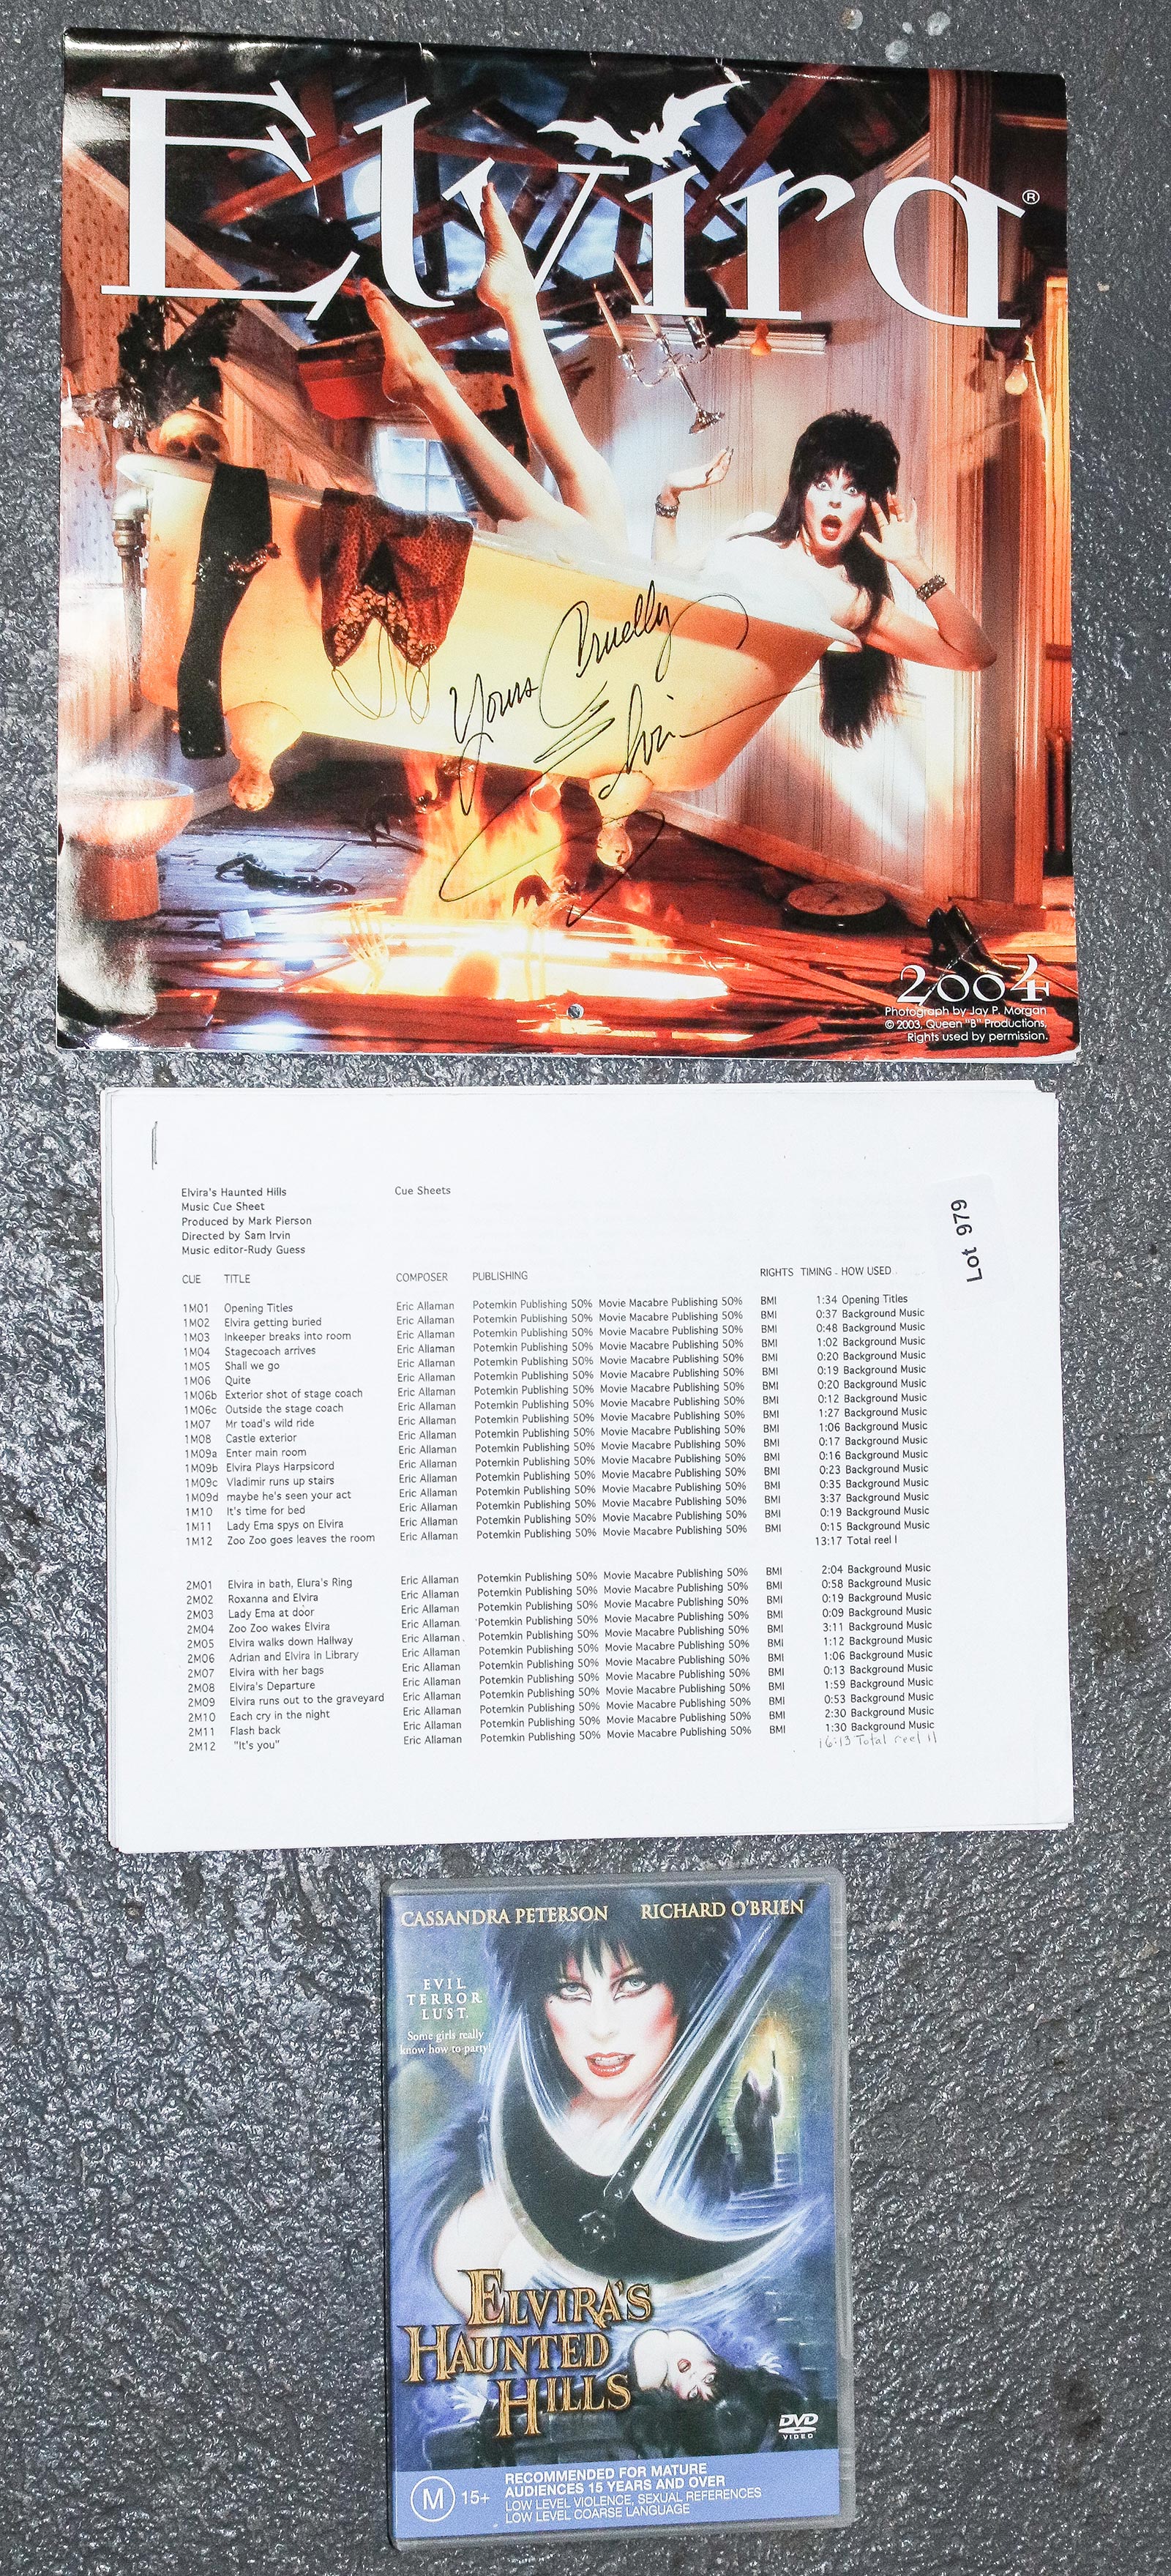 Elvira®
Yours Cruelly
Elvira
2004
Photograph by Jay P. Morgan
© 2003, Queen "B" Productions,
Rights used by permission.
Lot 979
Elvira's Haunted Hills Cue Sheets
Music Cue Sheet
Produced by Mark Pierson
Directed by Sam Irvin
Music editor-Rudy Guess
CUE TITLE COMPOSER PUBLISHING RIGHTS TIMING - HOW USED
1M01 Opening Titles Eric Allaman Potemkin Publishing 50% Movie Macabre Publishing 50% BMI 1:34 Opening Titles
1M02 Elvira getting buried Eric Allaman Potemkin Publishing 50% Movie Macabre Publishing 50% BMI 0:37 Background Music
1M03 Inkeeper breaks into room Eric Allaman Potemkin Publishing 50% Movie Macabre Publishing 50% BMI 0:48 Background Music
1M04 Stagecoach arrives Eric Allaman Potemkin Publishing 50% Movie Macabre Publishing 50% BMI 1:02 Background Music
1M05 Shall we go Eric Allaman Potemkin Publishing 50% Movie Macabre Publishing 50% BMI 0:20 Background Music
1M06 Quite Eric Allaman Potemkin Publishing 50% Movie Macabre Publishing 50% BMI 0:19 Background Music
1M06b Exterior shot of stage coach Eric Allaman Potemkin Publishing 50% Movie Macabre Publishing 50% BMI 0:20 Background Music
1M06c Outside the stage coach Eric Allaman Potemkin Publishing 50% Movie Macabre Publishing 50% BMI 0:12 Background Music
1M07 Mr toad's wild ride Eric Allaman Potemkin Publishing 50% Movie Macabre Publishing 50% BMI 1:27 Background Music
1M08 Castle exterior Eric Allaman Potemkin Publishing 50% Movie Macabre Publishing 50% BMI 1:06 Background Music
1M09a Enter main room Eric Allaman Potemkin Publishing 50% Movie Macabre Publishing 50% BMI 0:17 Background Music
1M09b Elvira Plays Harpsicord Eric Allaman Potemkin Publishing 50% Movie Macabre Publishing 50% BMI 0:16 Background Music
1M09c Vladimir runs up stairs Eric Allaman Potemkin Publishing 50% Movie Macabre Publishing 50% BMI 0:23 Background Music
1M09d maybe he's seen your act Eric Allaman Potemkin Publishing 50% Movie Macabre Publishing 50% BMI 0:35 Background Music
1M10 It's time for bed Eric Allaman Potemkin Publishing 50% Movie Macabre Publishing 50% BMI 3:37 Background Music
1M11 Lady Ema spys on Elvira Eric Allaman Potemkin Publishing 50% Movie Macabre Publishing 50% BMI 0:19 Background Music
1M12 Zoo Zoo goes leaves the room Eric Allaman Potemkin Publishing 50% Movie Macabre Publishing 50% BMI 0:15 Background Music
13:17 Total reel I
2M01 Elvira in bath, Elura's Ring Eric Allaman Potemkin Publishing 50% Movie Macabre Publishing 50% BMI 2:04 Background Music
2M02 Roxanna and Elvira Eric Allaman Potemkin Publishing 50% Movie Macabre Publishing 50% BMI 0:58 Background Music
2M03 Lady Ema at door Eric Allaman Potemkin Publishing 50% Movie Macabre Publishing 50% BMI 0:19 Background Music
2M04 Zoo Zoo wakes Elvira Eric Allaman Potemkin Publishing 50% Movie Macabre Publishing 50% BMI 0:09 Background Music
2M05 Elvira walks down Hallway Eric Allaman Potemkin Publishing 50% Movie Macabre Publishing 50% BMI 3:11 Background Music
2M06 Adrian and Elvira in Library Eric Allaman Potemkin Publishing 50% Movie Macabre Publishing 50% BMI 1:12 Background Music
2M07 Elvira with her bags Eric Allaman Potemkin Publishing 50% Movie Macabre Publishing 50% BMI 1:06 Background Music
2M08 Elvira's Departure Eric Allaman Potemkin Publishing 50% Movie Macabre Publishing 50% BMI 0:13 Background Music
2M09 Elvira runs out to the graveyard Eric Allaman Potemkin Publishing 50% Movie Macabre Publishing 50% BMI 1:59 Background Music
2M10 Each cry in the night Eric Allaman Potemkin Publishing 50% Movie Macabre Publishing 50% BMI 0:53 Background Music
2M11 Flash back Eric Allaman Potemkin Publishing 50% Movie Macabre Publishing 50% BMI 2:30 Background Music
2M12 "It's you" Eric Allaman Potemkin Publishing 50% Movie Macabre Publishing 50% BMI 1:30 Background Music
16:13 Total reel II
CASSANDRA PETERSON RICHARD O'BRIEN
EVIL
TERROR
LUST.
Some girls really
know how to party!
ELVIRA'S
HAUNTED
HILLS
DVD
VIDEO
M 15+
RECOMMENDED FOR MATURE
AUDIENCES 15 YEARS AND OVER
LOW LEVEL VIOLENCE, SEXUAL REFERENCES
LOW LEVEL COARSE LANGUAGE